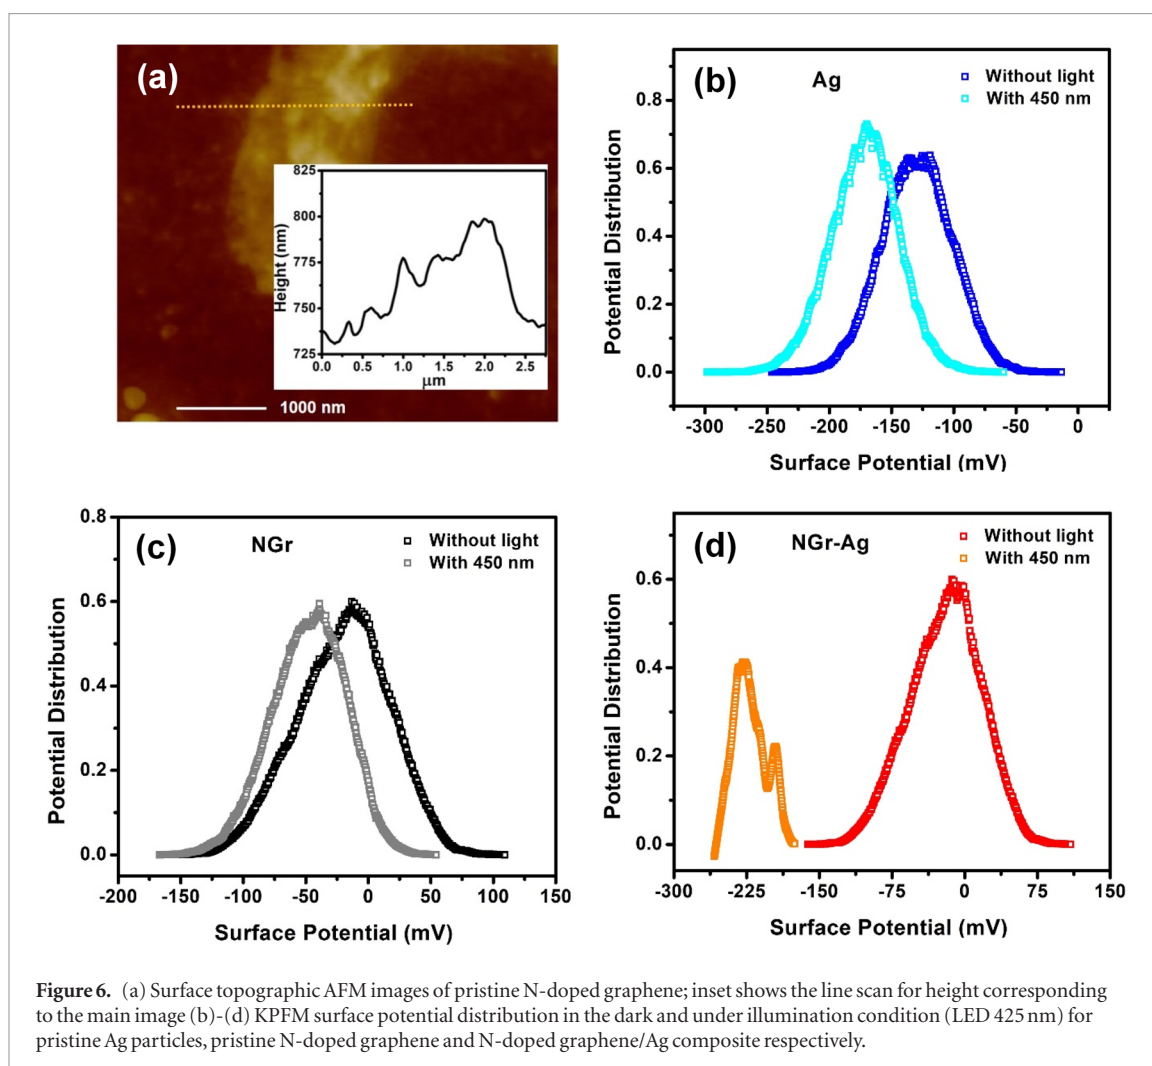 (a)
825
800
775
750
725
Height (nm)
0.0 0.5 1.0 1.5 2.0 2.5
μm
1000 nm
(b)
Ag
Without light
With 450 nm
0.8
0.6
0.4
0.2
0.0
Potential Distribution
-300 -250 -200 -150 -100 -50 0
Surface Potential (mV)
(c)
NGr
Without light
With 450 nm
0.8
0.6
0.4
0.2
0.0
Potential Distribution
-200 -150 -100 -50 0 50 100 150
Surface Potential (mV)
(d)
NGr-Ag
Without light
With 450 nm
0.6
0.4
0.2
0.0
Potential Distribution
-300 -225 -150 -75 0 75 150
Surface Potential (mV)
Figure 6. (a) Surface topographic AFM images of pristine N-doped graphene; inset shows the line scan for height corresponding
to the main image (b)-(d) KPFM surface potential distribution in the dark and under illumination condition (LED 425 nm) for
pristine Ag particles, pristine N-doped graphene and N-doped graphene/Ag composite respectively.